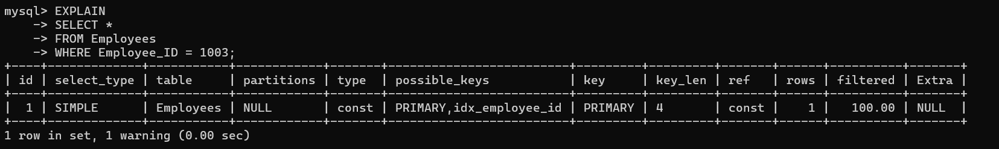 mysql> EXPLAIN
    -> SELECT *
    -> FROM Employees
    -> WHERE Employee_ID = 1003;
+----+-------------+-----------+------------+-------+-------------------------+---------+---------+-------+------+----------+-------+
| id | select_type | table     | partitions | type  | possible_keys           | key     | key_len | ref   | rows | filtered | Extra |
+----+-------------+-----------+------------+-------+-------------------------+---------+---------+-------+------+----------+-------+
|  1 | SIMPLE      | Employees | NULL       | const | PRIMARY,idx_employee_id | PRIMARY | 4       | const |    1 |   100.00 | NULL  |
+----+-------------+-----------+------------+-------+-------------------------+---------+---------+-------+------+----------+-------+
1 row in set, 1 warning (0.00 sec)